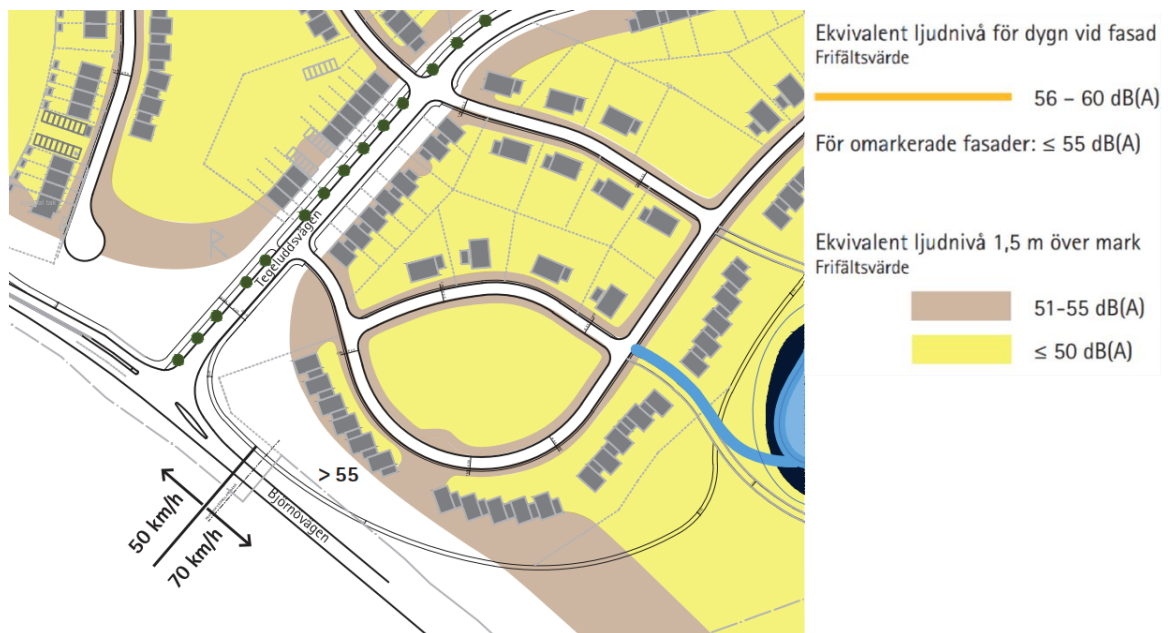 Tegeluddsvägen
> 55
50 km/h
70 km/h
Björnövägen
Ekvivalent ljudnivå för dygn vid fasad
Frifältsvärde
56 – 60 dB(A)
För omarkerade fasader: ≤ 55 dB(A)
Ekvivalent ljudnivå 1,5 m över mark
Frifältsvärde
51-55 dB(A)
≤ 50 dB(A)